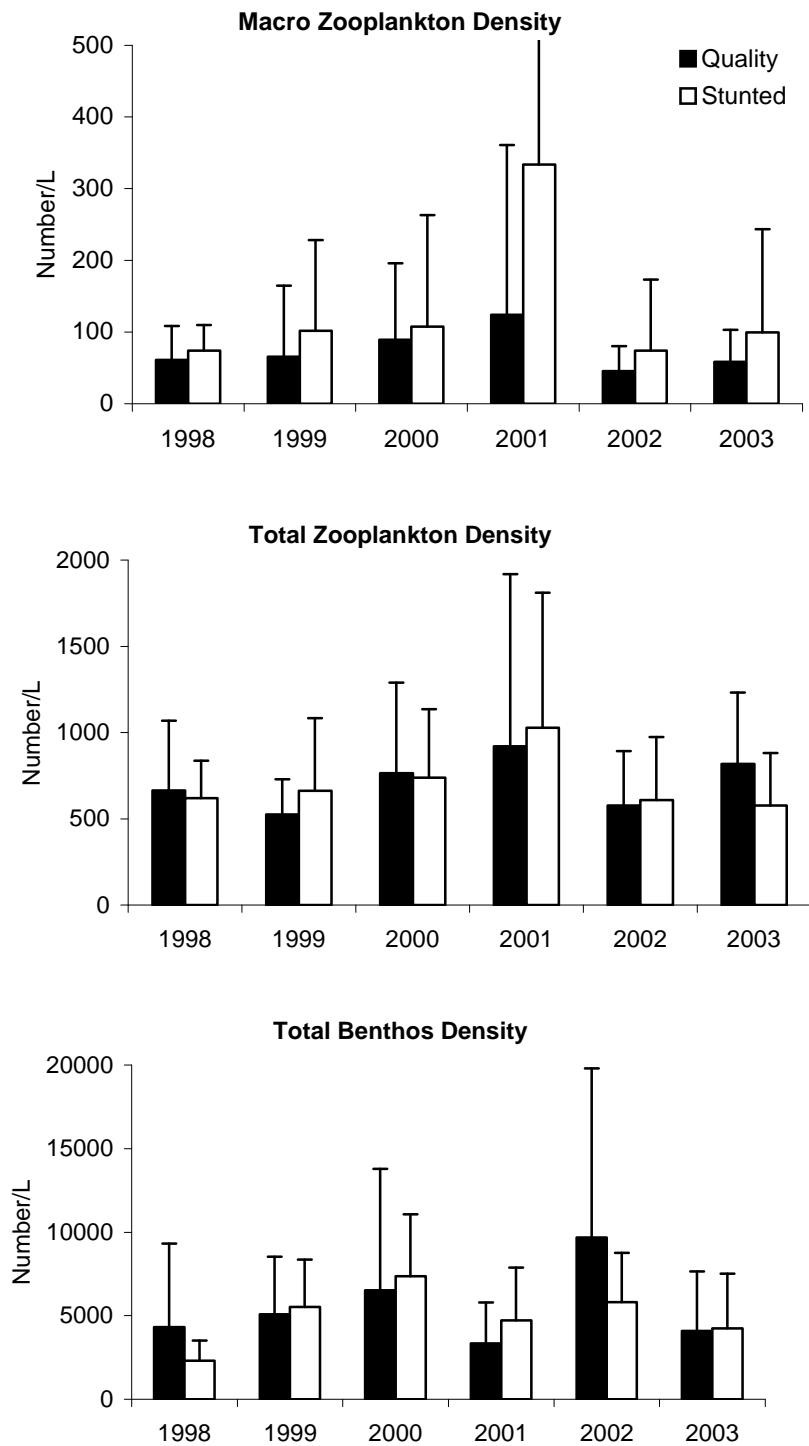 Macro Zooplankton Density
500
400
300
200
100
0
Number/L
Quality
Stunted
1998 1999 2000 2001 2002 2003
Total Zooplankton Density
2000
1500
1000
500
0
Number/L
1998 1999 2000 2001 2002 2003
Total Benthos Density
20000
15000
10000
5000
0
Number/L
1998 1999 2000 2001 2002 2003